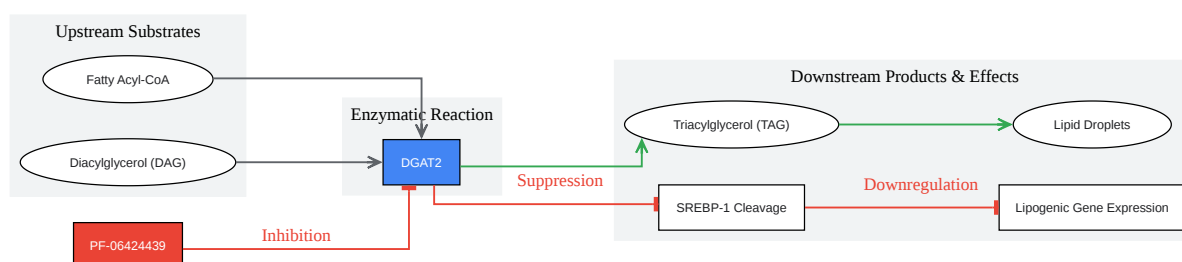 Upstream Substrates
Fatty Acyl-CoA
Diacylglycerol (DAG)
PF-06424439
Inhibition
Enzymatic Reaction
DGAT2
Suppression
Downstream Products & Effects
Triacylglycerol (TAG)
Lipid Droplets
SREBP-1 Cleavage
Downregulation
Lipogenic Gene Expression